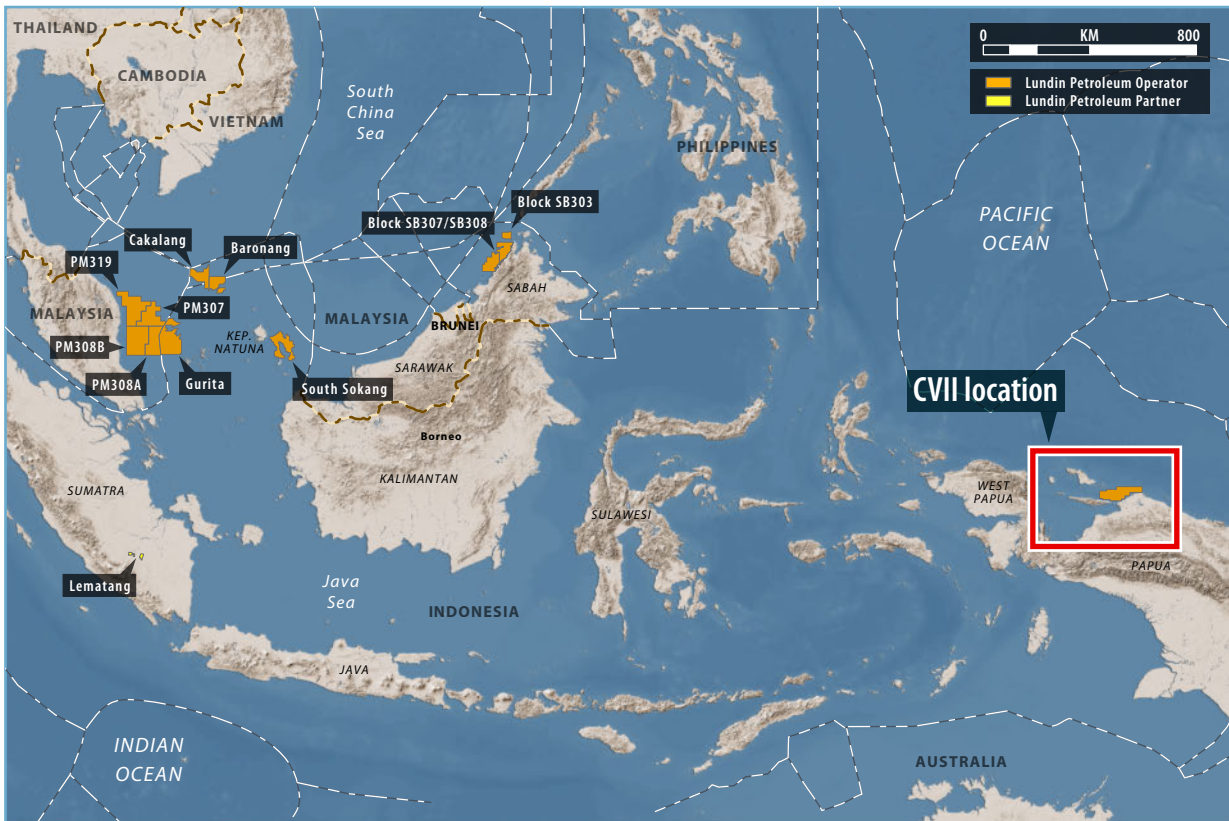 THAILAND
CAMBODIA
VIETNAM
South
China
Sea
0 KM 800
Lundin Petroleum Operator
Lundin Petroleum Partner
PHILIPPINES
Block SB303
Block SB307/SB308
PACIFIC
OCEAN
Cakalang
Baronang
PM319
PM307
MALAYSIA
SABAH
MALAYSIA
BRUNEI
KEP.
NATUNA
PM308B
PM308A
Gurita
South Sokang
SARAWAK
CVII location
Borneo
KALIMANTAN
SUMATRA
WEST
PAPUA
SULAWESI
PAPUA
Lematang
Java
Sea
INDONESIA
JAVA
INDIAN
OCEAN
AUSTRALIA